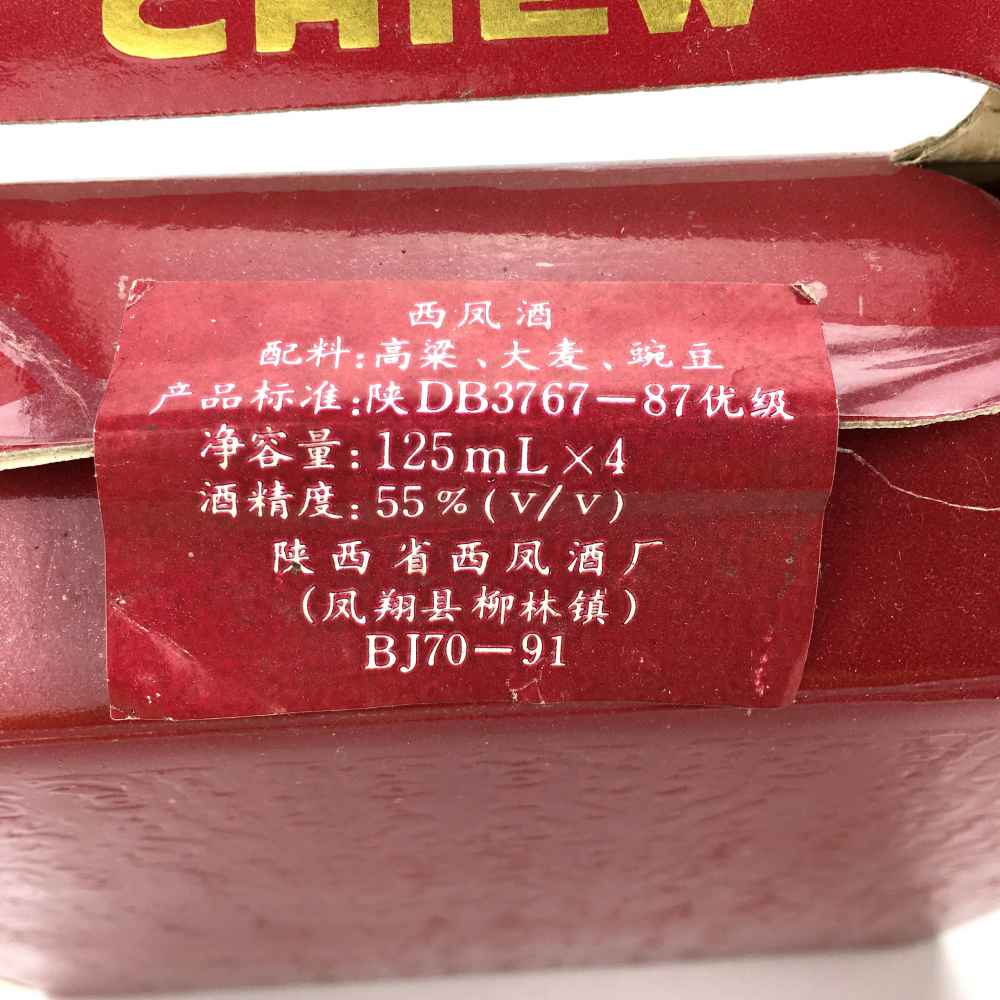 CHIEW
西凤酒
配料:高粱、大麦、豌豆
产品标准:陕DB3767-87优级
净容量:125mL×4
酒精度:55%(v/v)
陕西省西凤酒厂
(凤翔县柳林镇)
BJ70-91